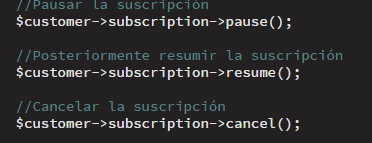 //Pausar la suscripción
$customer->subscription->pause();
//Posteriormente resumir la suscripción
$customer->subscription->resume();
//Cancelar la suscripción
$customer->subscription->cancel();